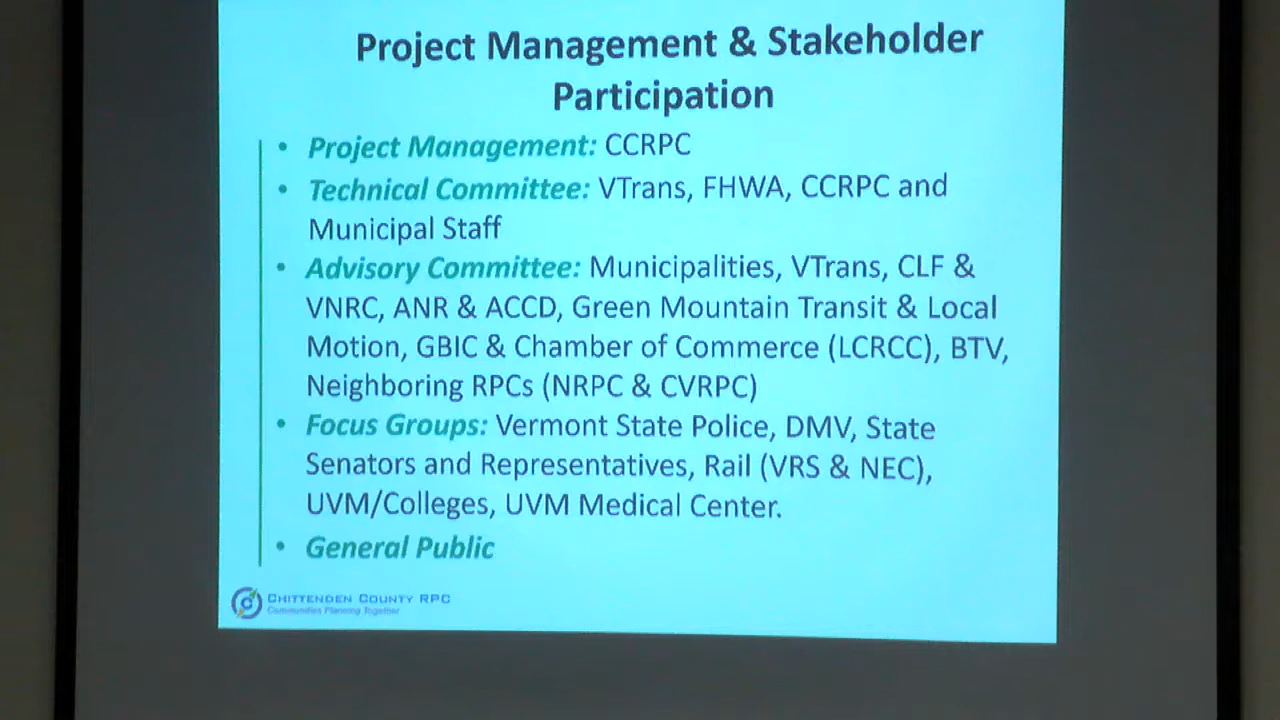 Project Management & Stakeholder
Participation
• Project Management: CCRPC
• Technical Committee: VTrans, FHWA, CCRPC and
Municipal Staff
• Advisory Committee: Municipalities, VTrans, CLF &
VNRC, ANR & ACCD, Green Mountain Transit & Local
Motion, GBIC & Chamber of Commerce (LCRCC), BTV,
Neighboring RPCs (NRPC & CVRPC)
• Focus Groups: Vermont State Police, DMV, State
Senators and Representatives, Rail (VRS & NEC),
UVM/Colleges, UVM Medical Center.
• General Public
CHITTENDEN COUNTY RPC
Communities Planning Together